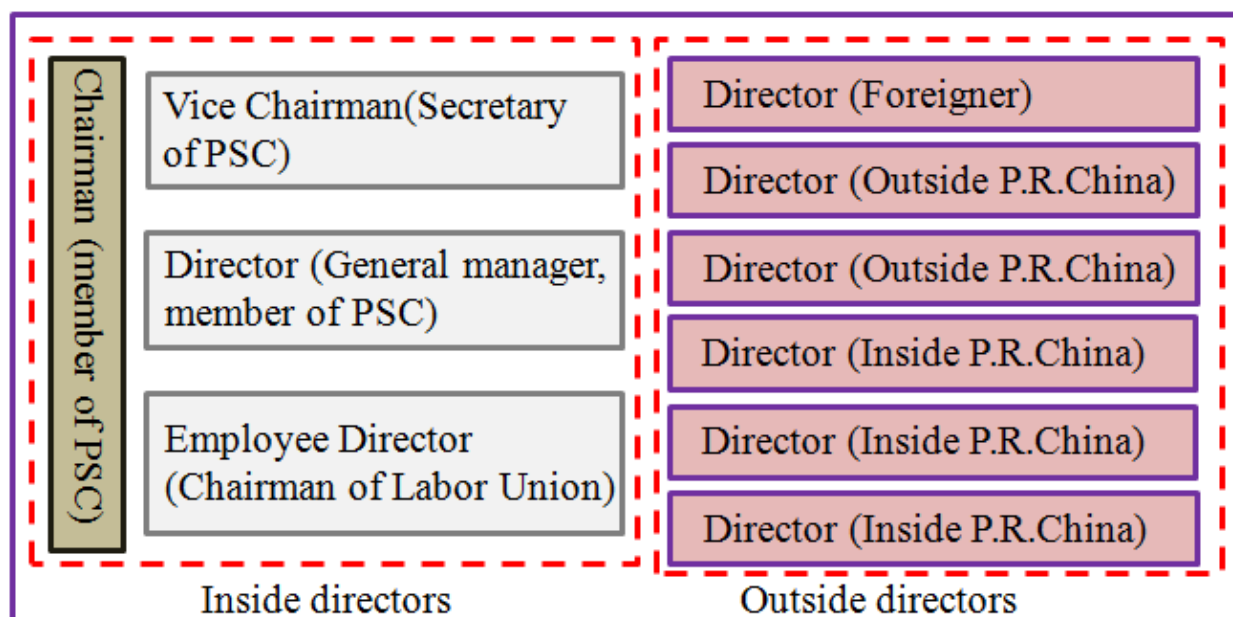 Chairman (member of PSC)
Vice Chairman(Secretary
of PSC)
Director (General manager,
member of PSC)
Employee Director
(Chairman of Labor Union)
Inside directors
Director (Foreigner)
Director (Outside P.R.China)
Director (Outside P.R.China)
Director (Inside P.R.China)
Director (Inside P.R.China)
Director (Inside P.R.China)
Outside directors